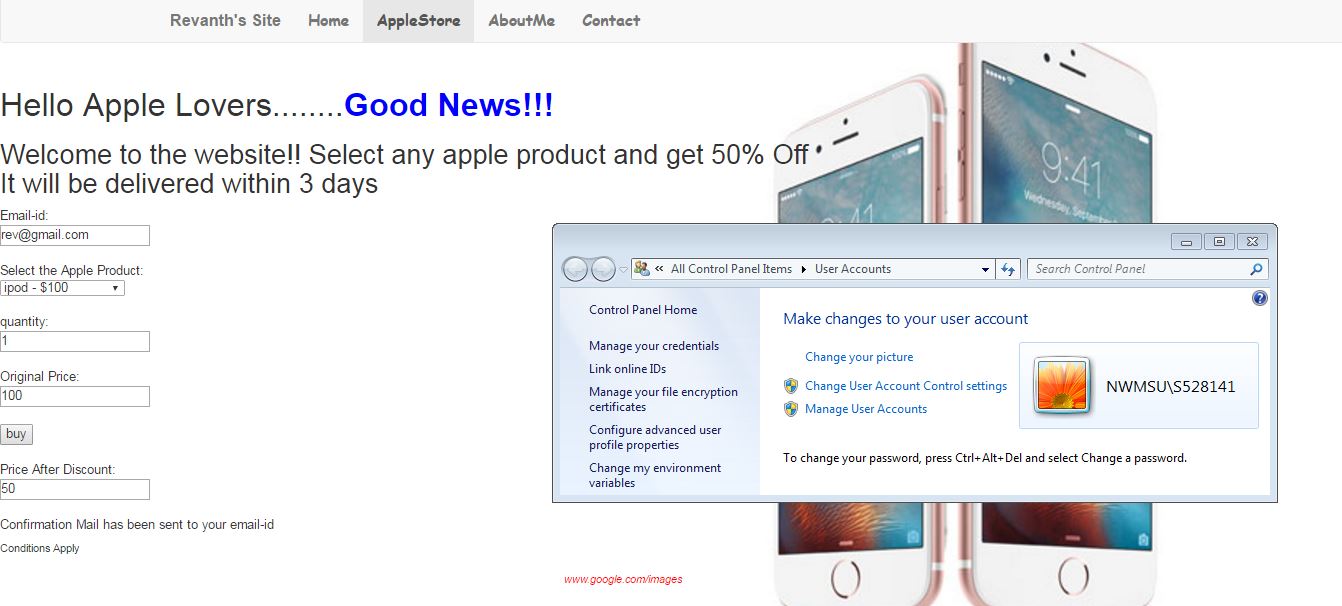 Revanth's Site Home AppleStore AboutMe Contact
Hello Apple Lovers........Good News!!!
Welcome to the website!! Select any apple product and get 50% Off
It will be delivered within 3 days
Email-id:
rev@gmail.com
Select the Apple Product:
ipod - $100
quantity:
1
Original Price:
100
buy
Price After Discount:
50
Confirmation Mail has been sent to your email-id
Conditions Apply
9:41
9:41
Wednesday, September
« All Control Panel Items User Accounts
Search Control Panel
Control Panel Home
Manage your credentials
Link online IDs
Manage your file encryption
certificates
Configure advanced user
profile properties
Change my environment
variables
Make changes to your user account
Change your picture
Change User Account Control settings
Manage User Accounts
NWMSU\S528141
To change your password, press Ctrl+Alt+Del and select Change a password.
www.google.com/images